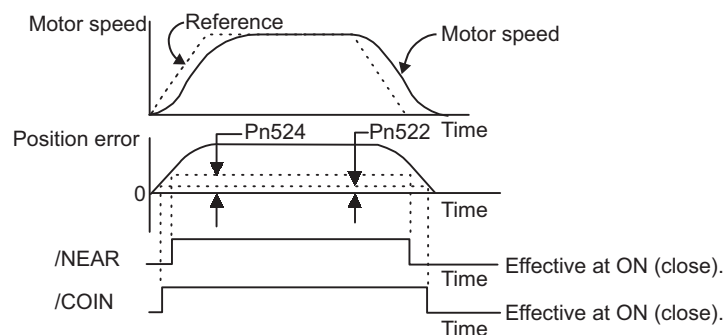 Motor speed
Reference
Motor speed
Time
Position error
Pn524
Pn522
0
Time
/NEAR
Effective at ON (close).
Time
/COIN
Effective at ON (close).
Time